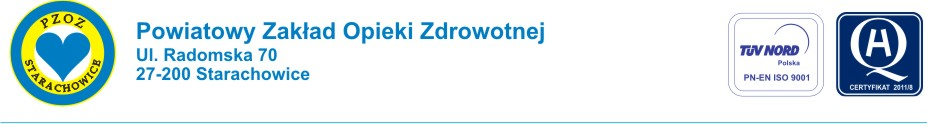 PZOZ
STARACHOWICE
Powiatowy Zakład Opieki Zdrowotnej
Ul. Radomska 70
27-200 Starachowice
TÜV NORD
Polska
PN-EN ISO 9001
HAQ
CERTYFIKAT 2011/8